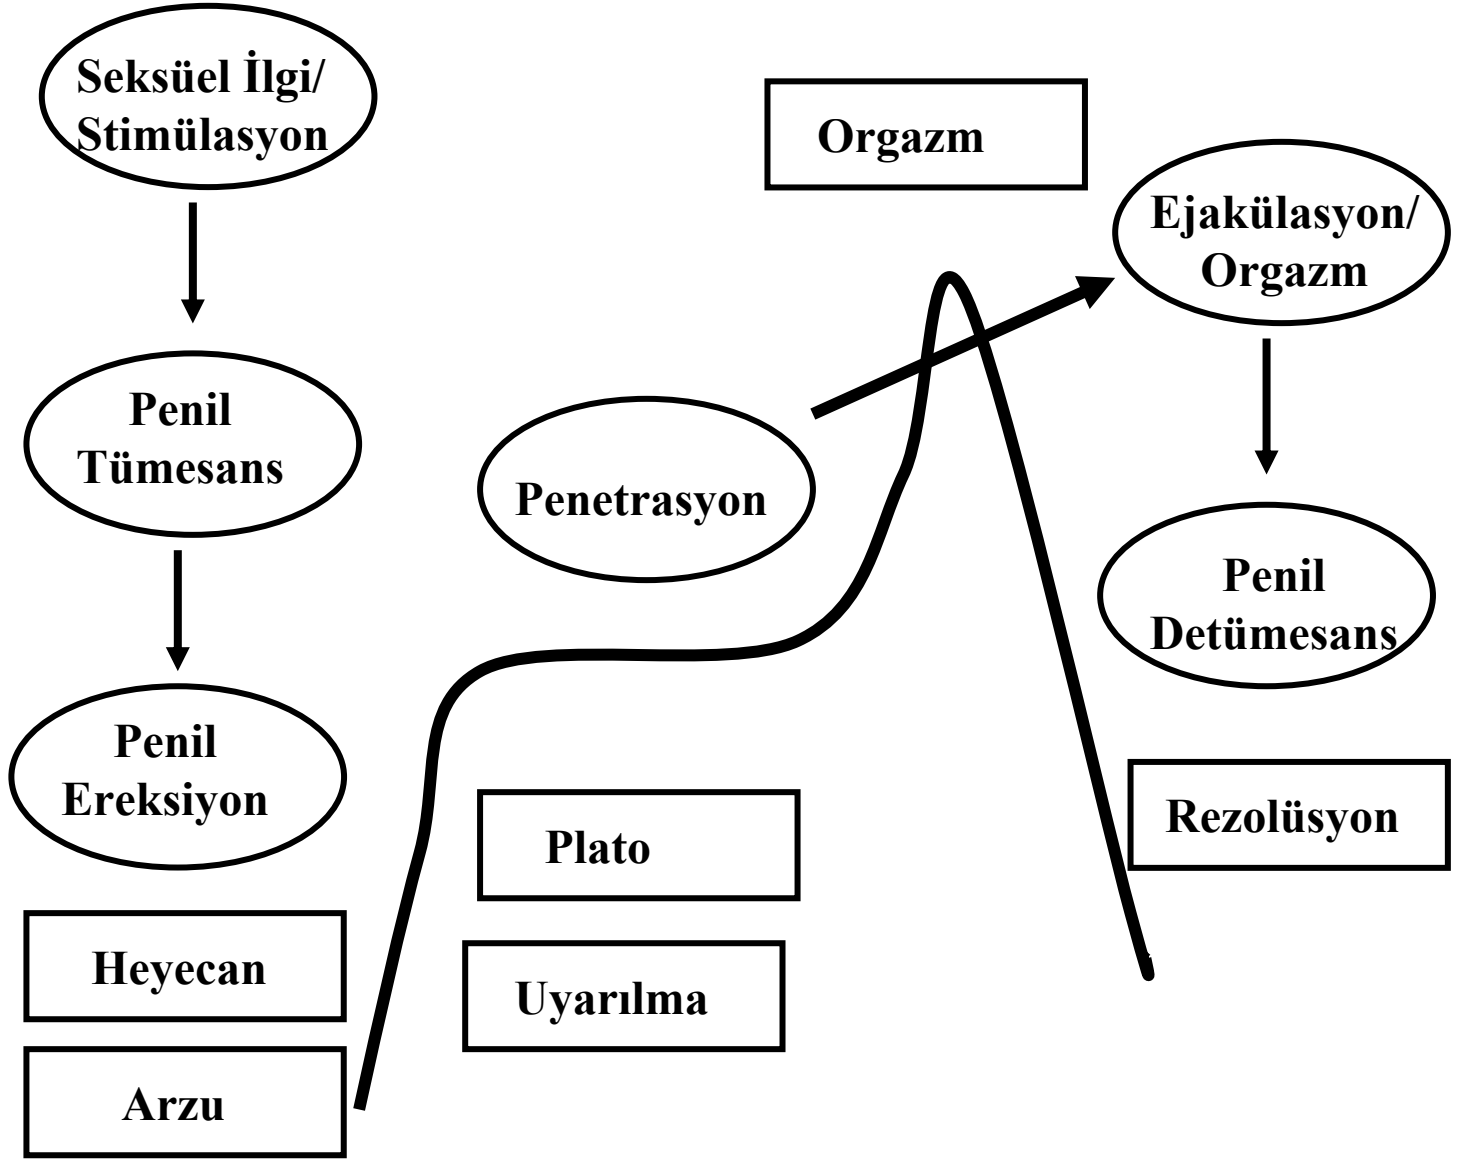 Seksüel İlgi/
Stimülasyon
Penil
Tümesans
Penil
Ereksiyon
Heyecan
Arzu
Penetrasyon
Plato
Uyarılma
Orgazm
Ejakülasyon/
Orgazm
Penil
Detümesans
Rezolüsyon